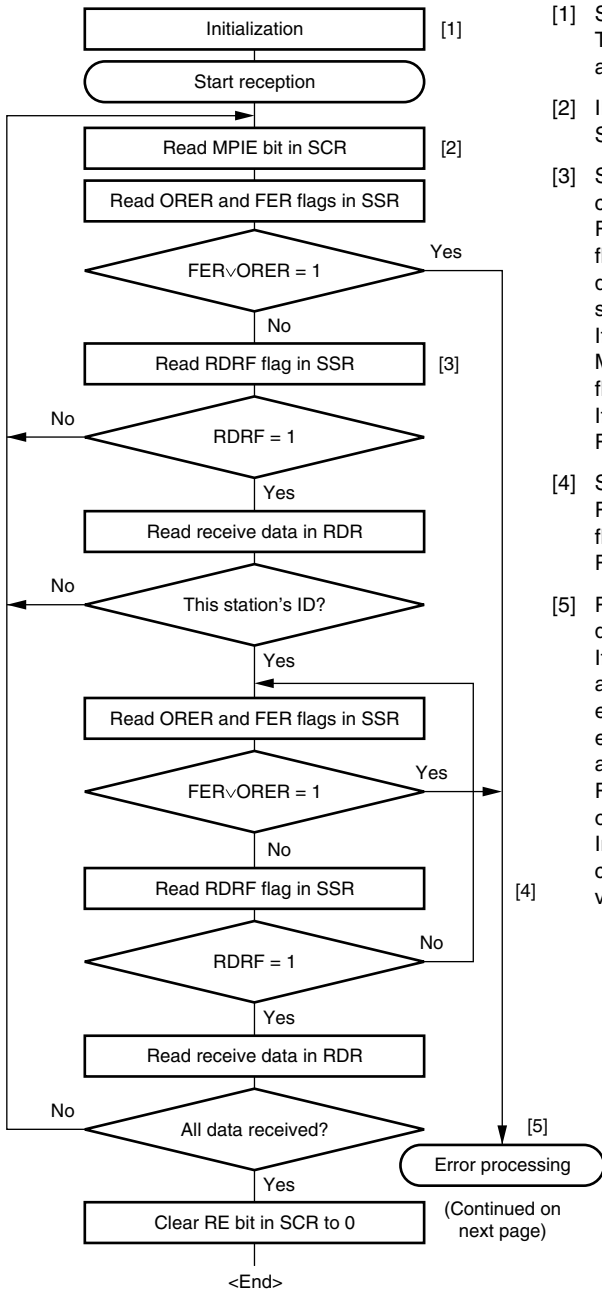 Initialization [1]
Start reception
Read MPIE bit in SCR [2]
Read ORER and FER flags in SSR
FER∨ORER = 1
Yes
No
Read RDRF flag in SSR [3]
RDRF = 1
No
Yes
Read receive data in RDR
This station's ID?
No
Yes
Read ORER and FER flags in SSR
FER∨ORER = 1
Yes
No
Read RDRF flag in SSR
[4]
RDRF = 1
No
Yes
Read receive data in RDR
All data received?
No
Yes
[5]
Error processing
(Continued on
next page)
Clear RE bit in SCR to 0
<End>
[1]
[2]
[3]
[4]
[5]